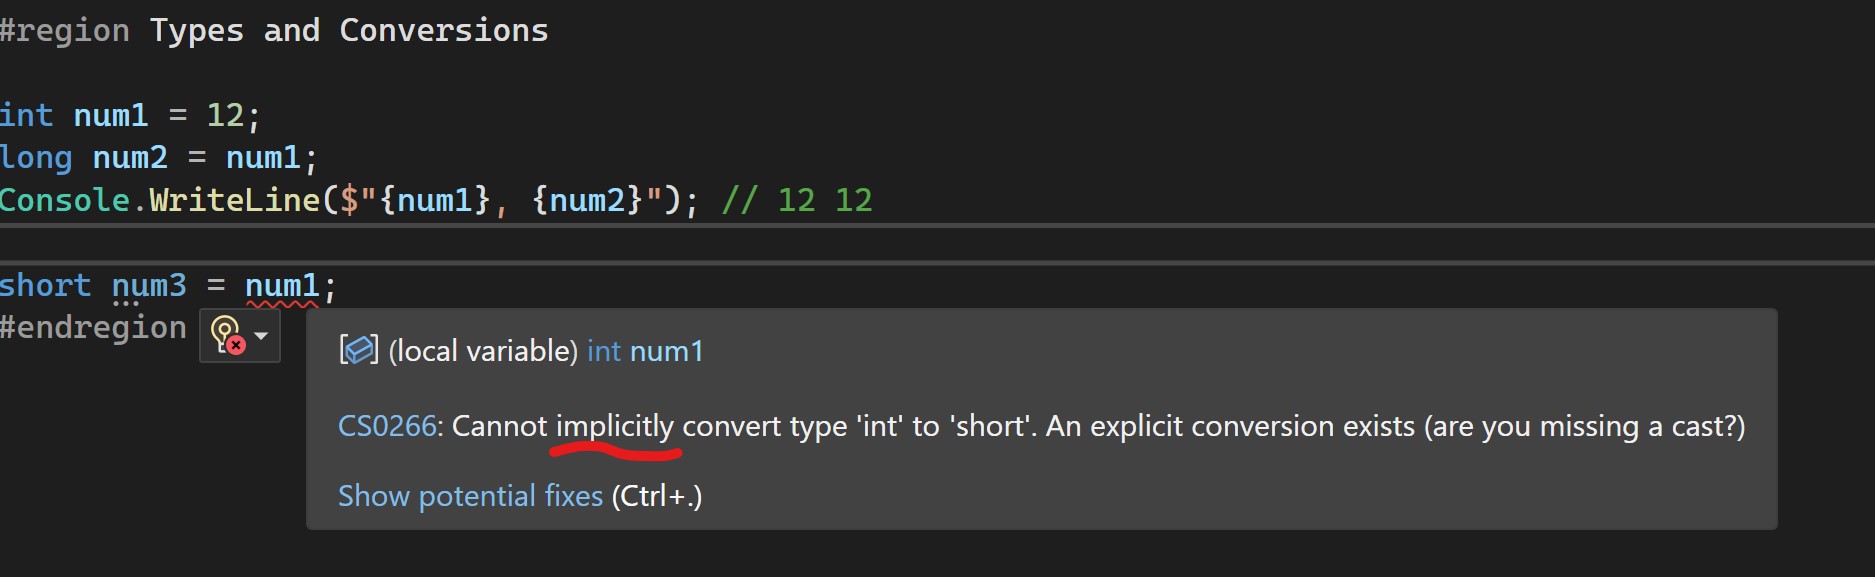 #region Types and Conversions
int num1 = 12;
long num2 = num1;
Console.WriteLine($"{num1}, {num2}"); // 12 12
short num3 = num1;
#endregion
(local variable) int num1
CS0266: Cannot implicitly convert type 'int' to 'short'. An explicit conversion exists (are you missing a cast?)
Show potential fixes (Ctrl+.)